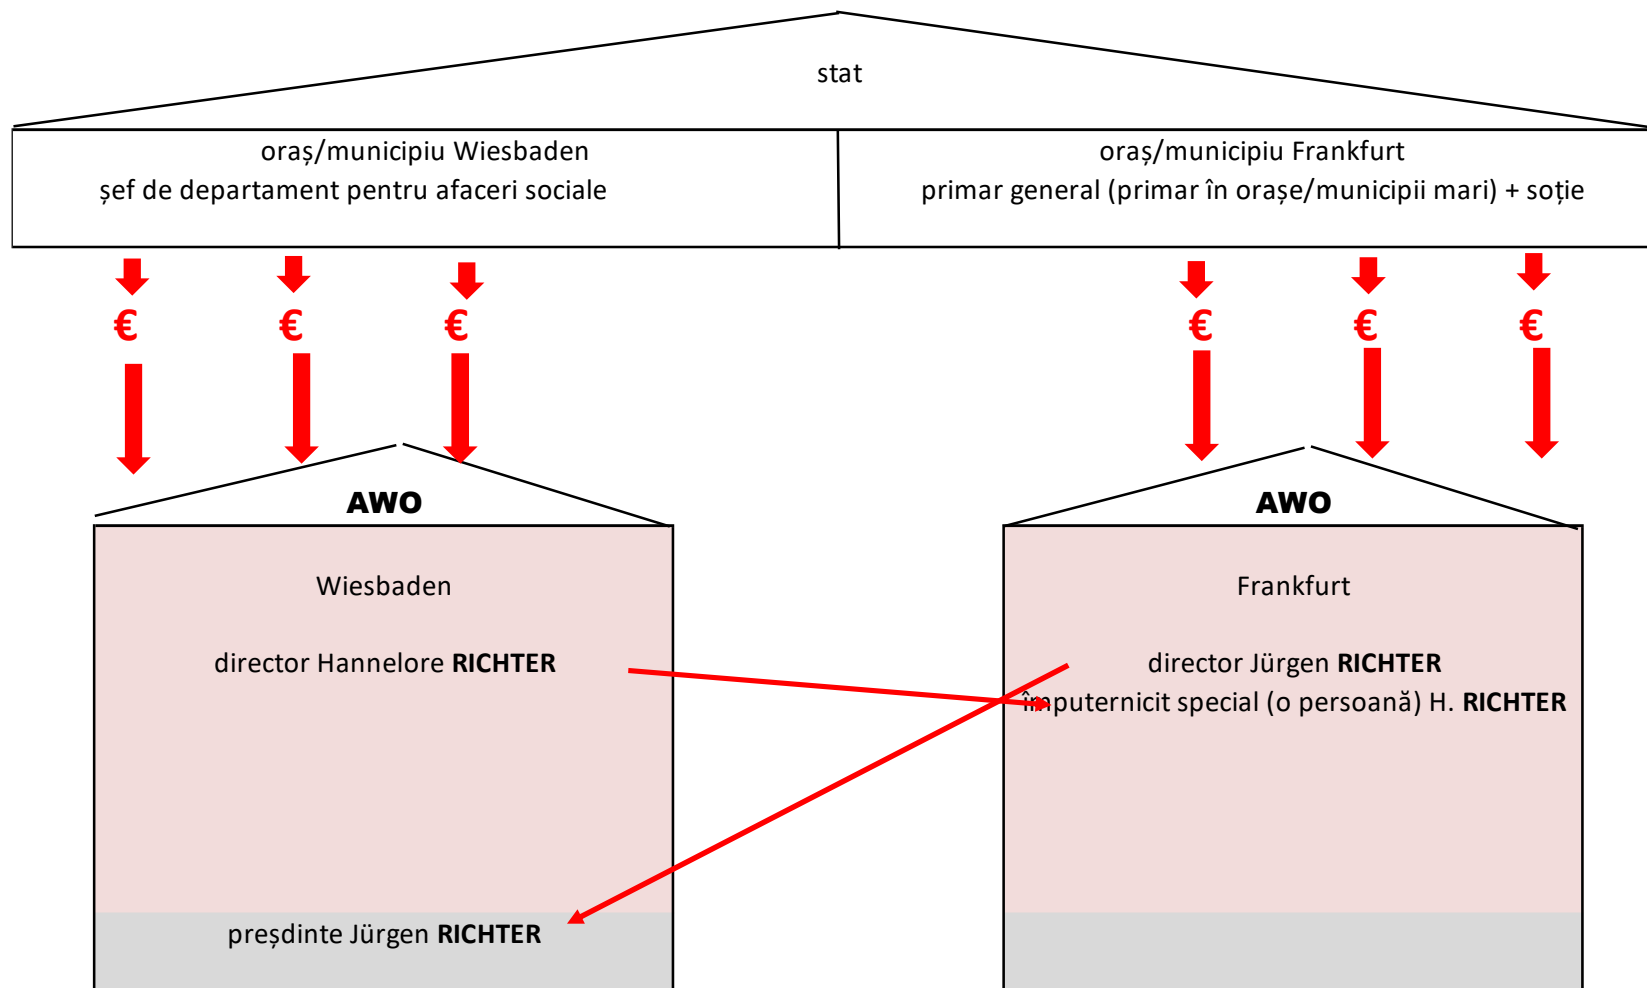 stat
oraș/municipiu Wiesbaden
șef de departament pentru afaceri sociale
oraș/municipiu Frankfurt
primar general (primar în orașe/municipii mari) + soție
€ € € € € €
AWO
Wiesbaden
director Hannelore RICHTER
preșdinte Jürgen RICHTER
AWO
Frankfurt
director Jürgen RICHTER
împuternicit special (o persoană) H. RICHTER